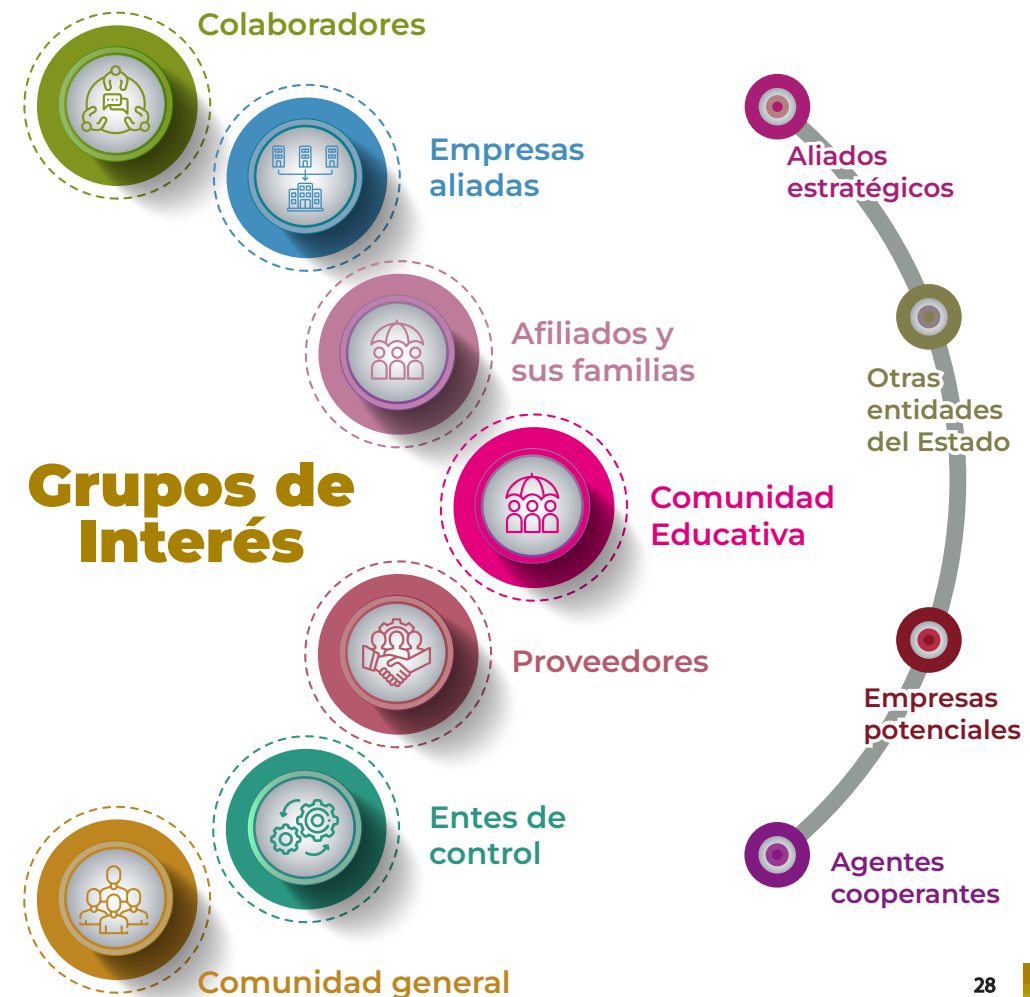 Colaboradores
Empresas
aliadas
Afiliados y
sus familias
Grupos de
Interés
Comunidad
Educativa
Proveedores
Entes de
control
Comunidad general
Aliados
estratégicos
Otras
entidades
del Estado
Empresas
potenciales
Agentes
cooperantes
28